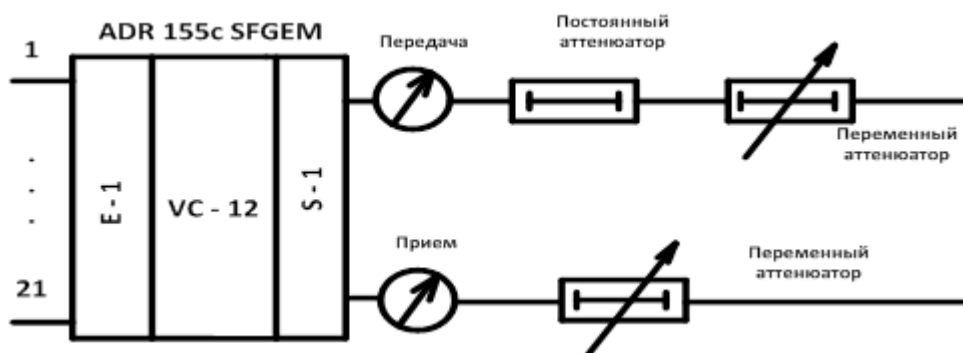 ADR 155c SFGEM
1
.
.
.
21
E - 1
VC - 12
S - 1
Передача
Постоянный
аттенюатор
Переменный
аттенюатор
Прием
Переменный
аттенюатор